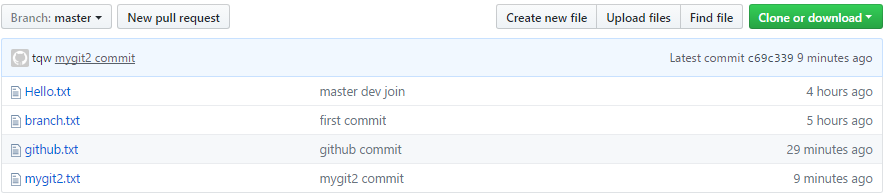 Branch: master New pull request Create new file Upload files Find file Clone or download
tqw mygit2 commit Latest commit c69c339 9 minutes ago
Hello.txt master dev join 4 hours ago
branch.txt first commit 5 hours ago
github.txt github commit 29 minutes ago
mygit2.txt mygit2 commit 9 minutes ago